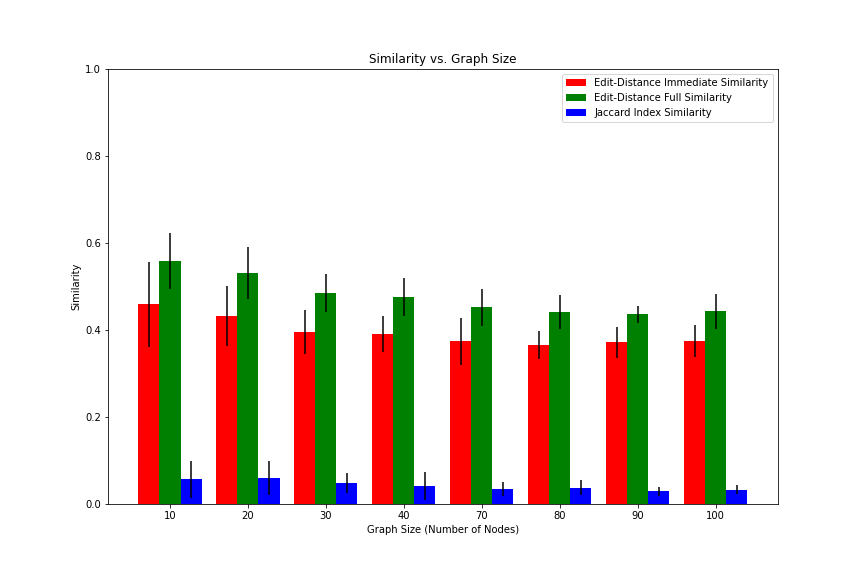 Similarity vs. Graph Size
Edit-Distance Immediate Similarity
Edit-Distance Full Similarity
Jaccard Index Similarity
1.0
0.8
0.6
0.4
0.2
0.0
Similarity
10 20 30 40 70 80 90 100
Graph Size (Number of Nodes)